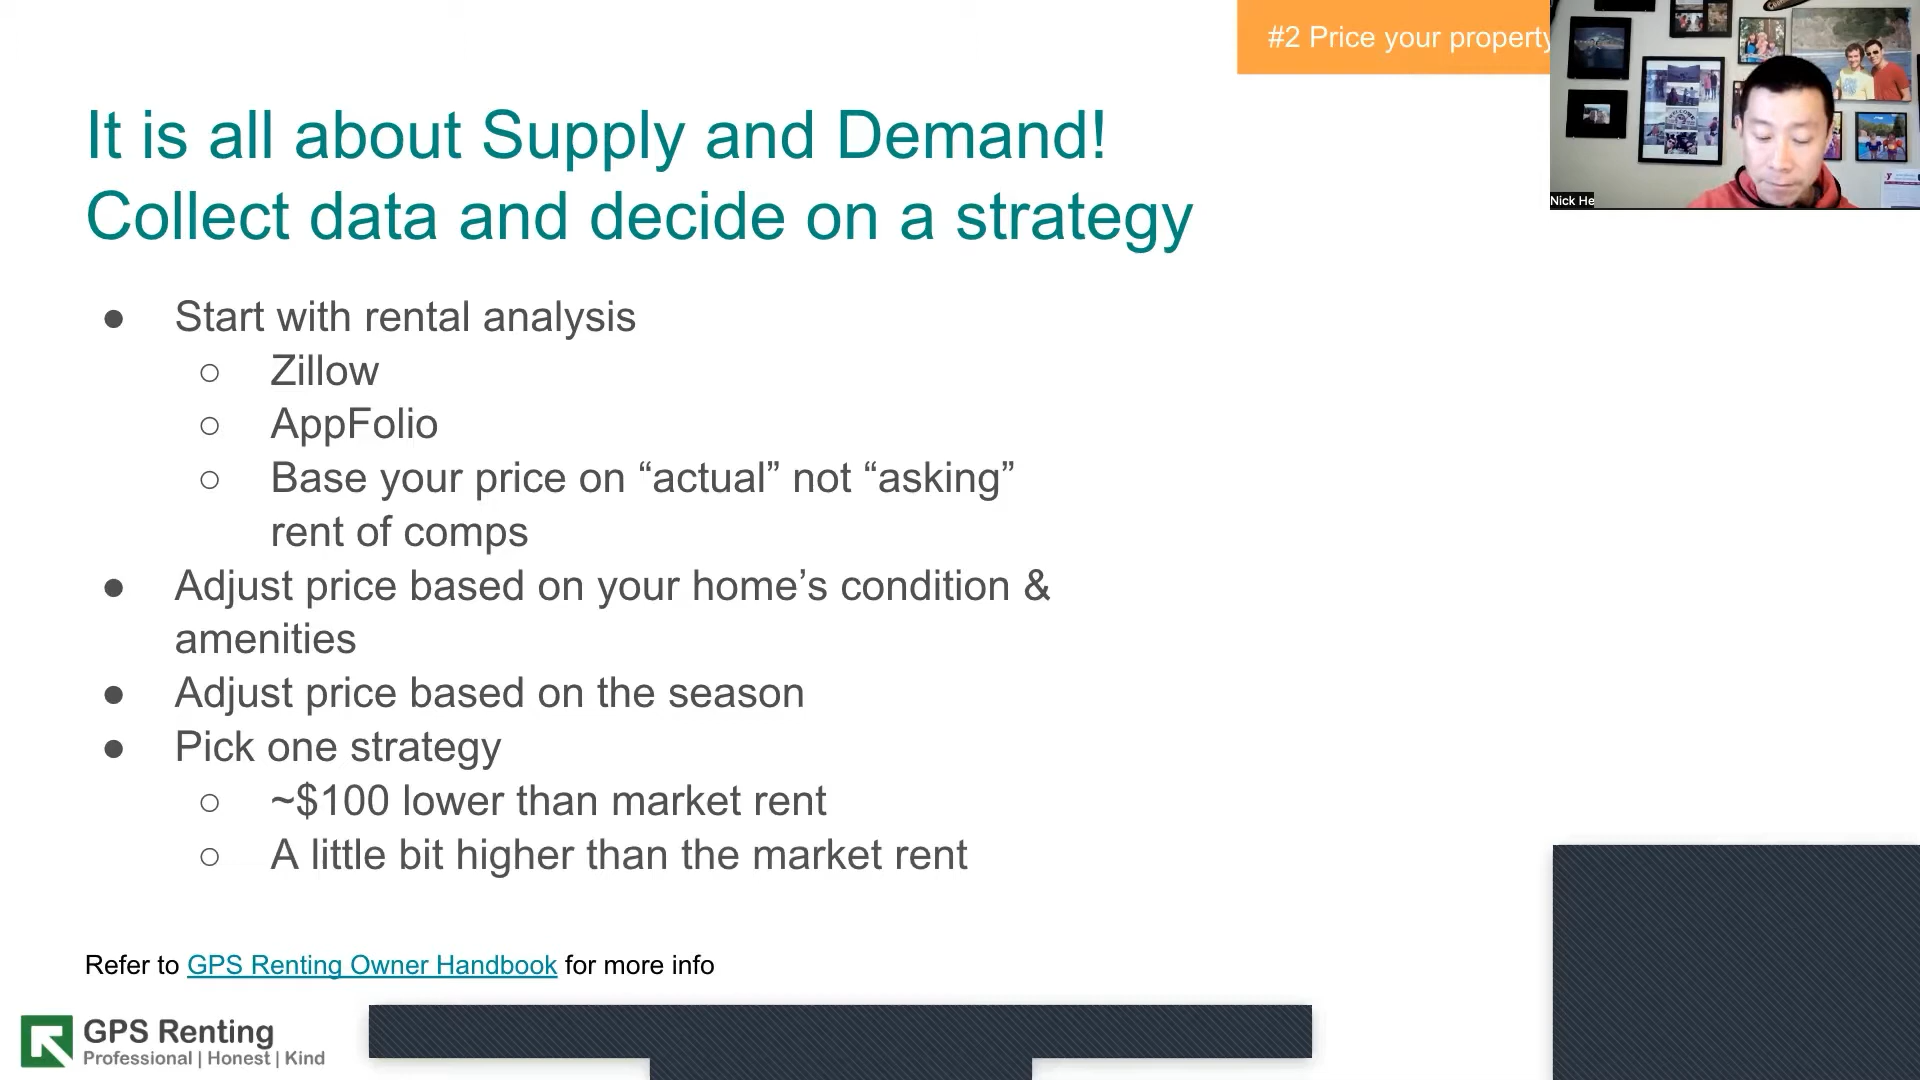 #2 Price your property
It is all about Supply and Demand!
Collect data and decide on a strategy
Nick He
● Start with rental analysis
○ Zillow
○ AppFolio
○ Base your price on “actual” not “asking”
rent of comps
● Adjust price based on your home’s condition &
amenities
● Adjust price based on the season
● Pick one strategy
○ ~$100 lower than market rent
○ A little bit higher than the market rent
Refer to GPS Renting Owner Handbook for more info
GPS Renting
Professional | Honest | Kind